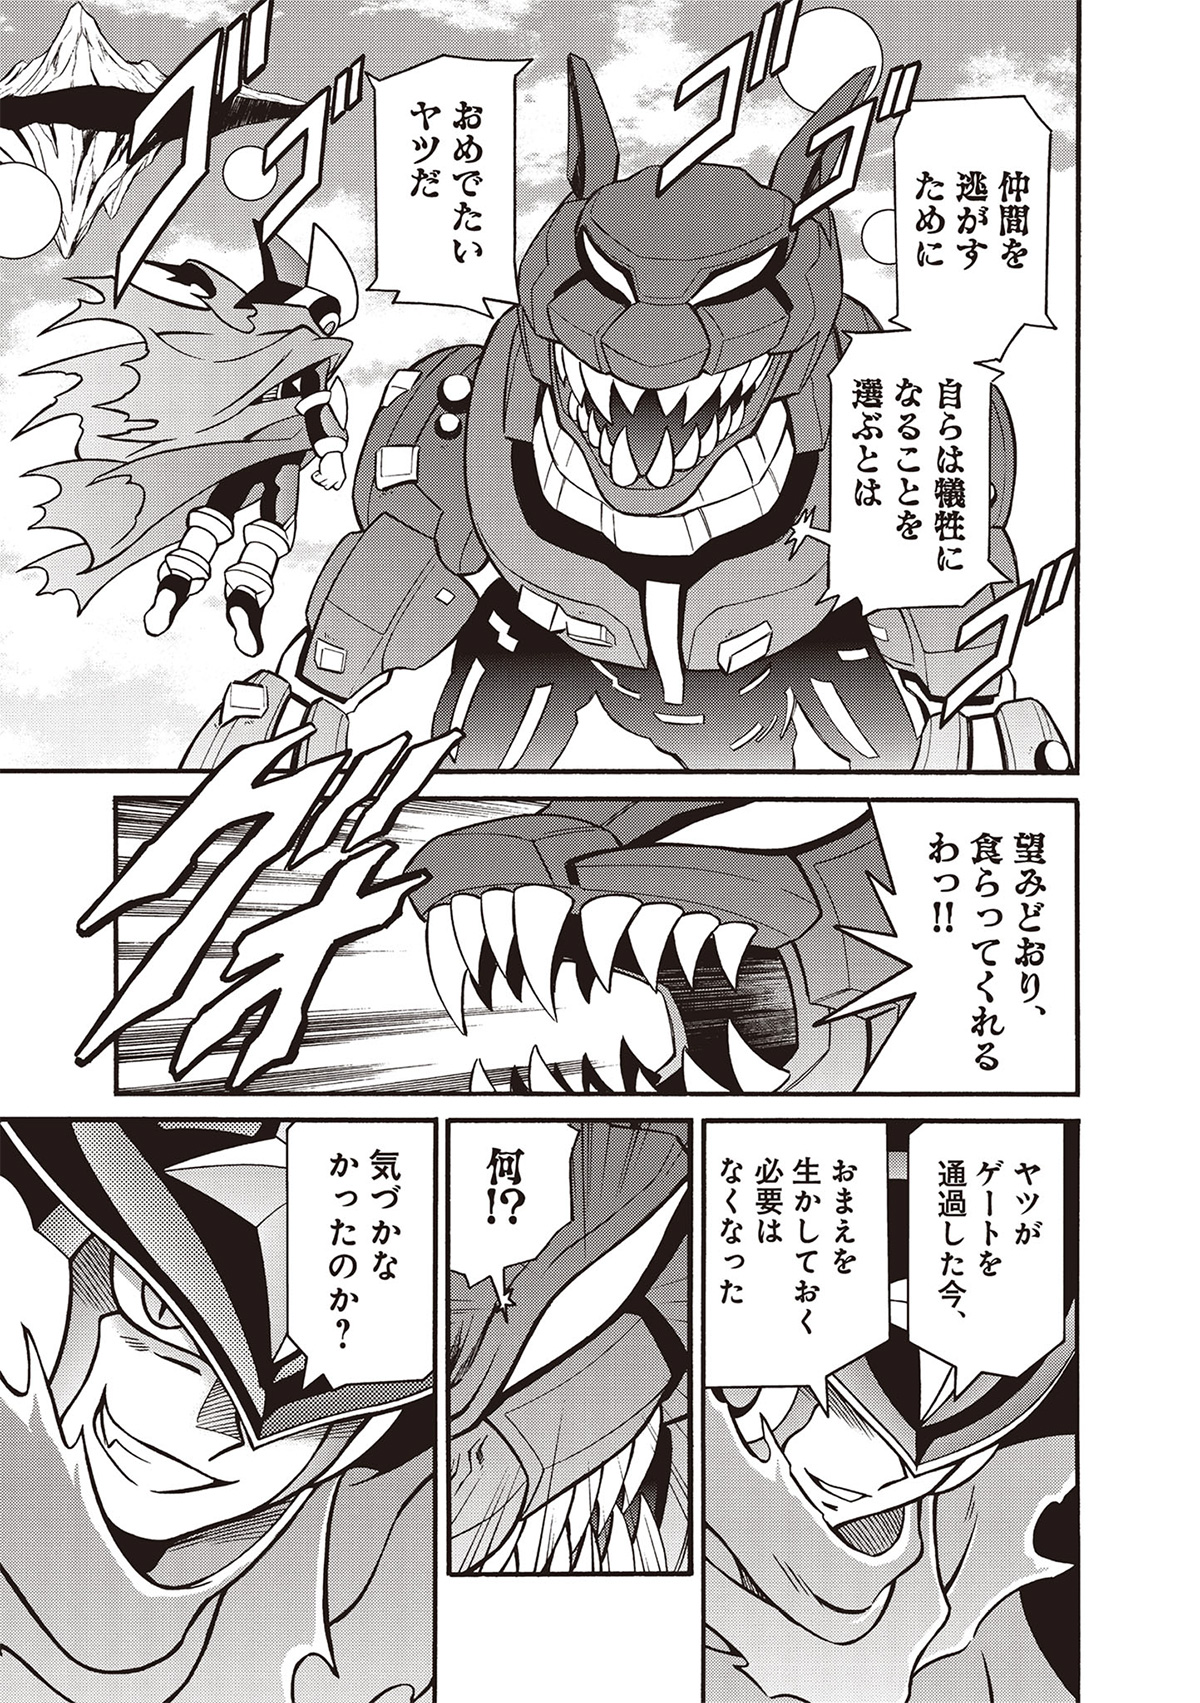 仲間を
逃がす
ために
自らは犠牲に
なることを
選ぶとは
おめでたい
ヤツだ
ゴゴゴ
ゴゴゴ
ゴゴ
望みどおり、
食らってくれる
わっ!!
グオ
ヤツが
ゲートを
通過した今、
おまえを
生かしておく
必要は
なくなった
何!?
気づかな
かったのか?